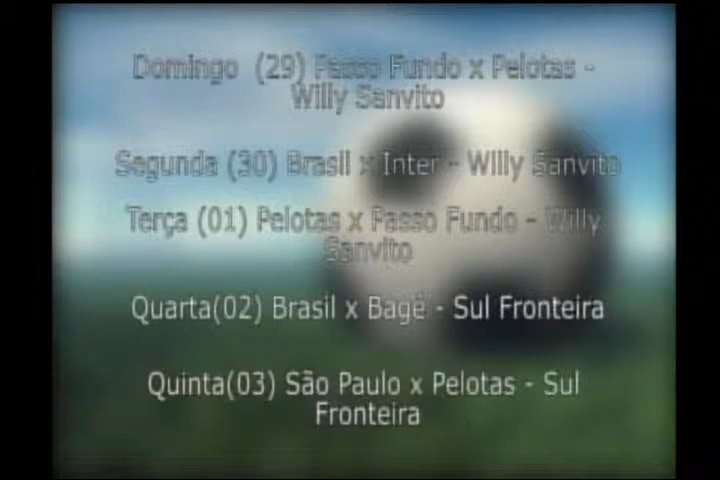 Domingo (29) Passo Fundo x Pelotas -
Willy Sanvito
Segunda (30) Brasil x Inter - Willy Sanvito
Terça (01) Pelotas x Passo Fundo - Willy
Sanvito
Quarta(02) Brasil x Bagé - Sul Fronteira
Quinta(03) São Paulo x Pelotas - Sul
Fronteira